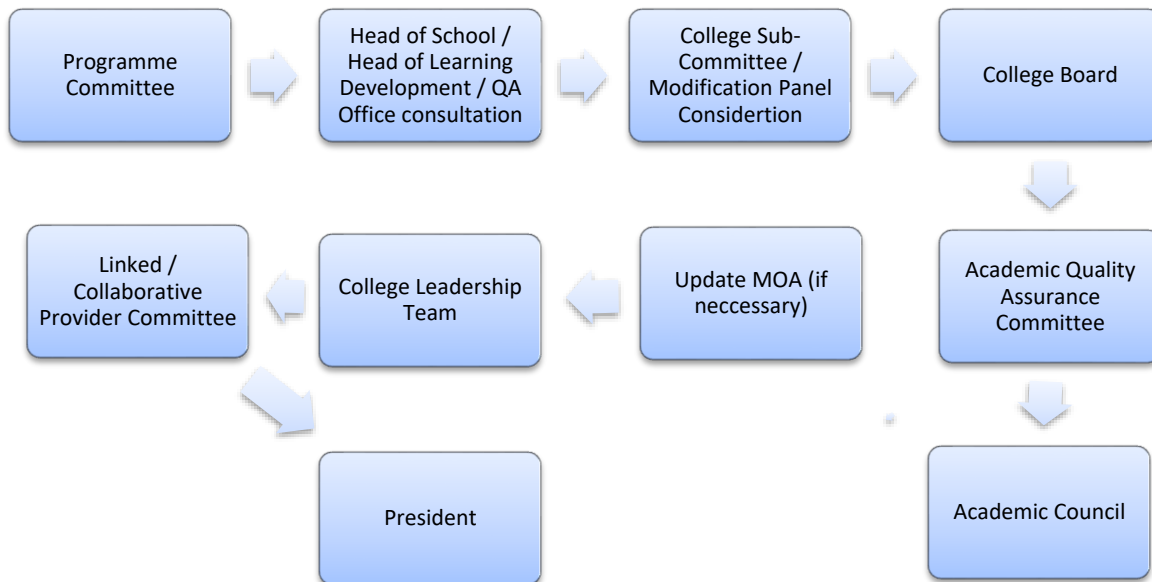 Programme
Committee
Head of School /
Head of Learning
Development / QA
Office consultation
College Sub-
Committee /
Modification Panel
Considertion
College Board
Linked /
Collaborative
Provider Committee
College Leadership
Team
Update MOA (if
neccessary)
Academic Quality
Assurance
Committee
President
Academic Council